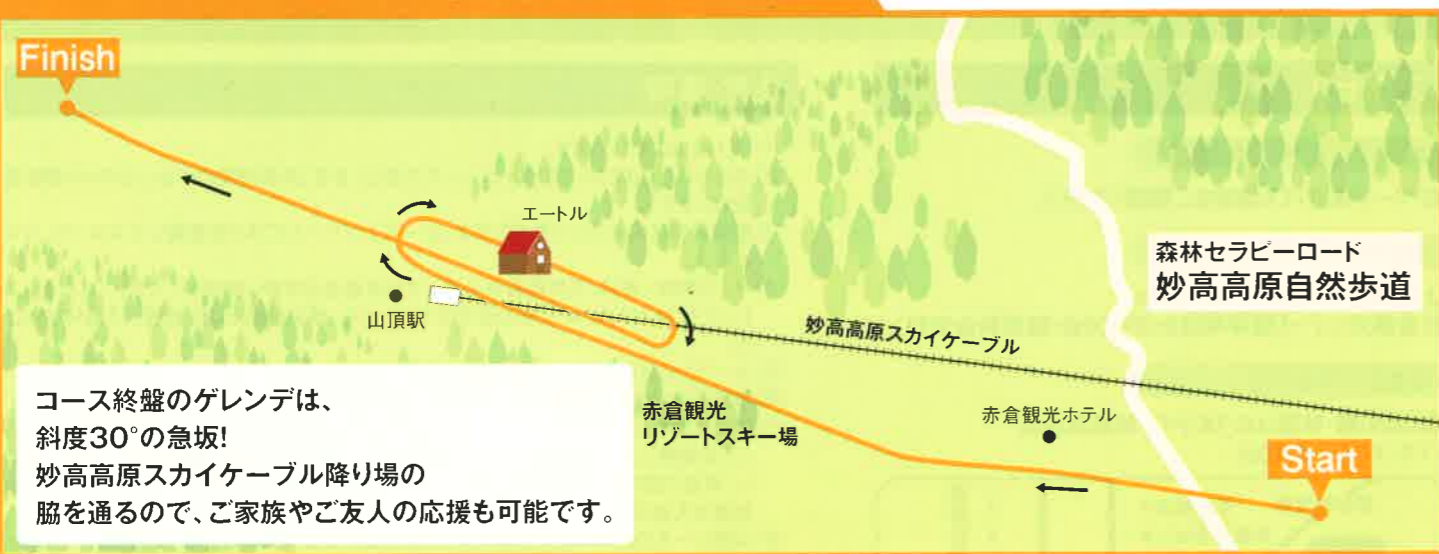 Finish
エートル
山頂駅
森林セラピーロード
妙高高原自然歩道
妙高高原スカイケーブル
赤倉観光
リゾートスキー場
赤倉観光ホテル
Start
コース終盤のゲレンデは、
斜度30°の急坂!
妙高高原スカイケーブル降り場の
脇を通るので、ご家族やご友人の応援も可能です。